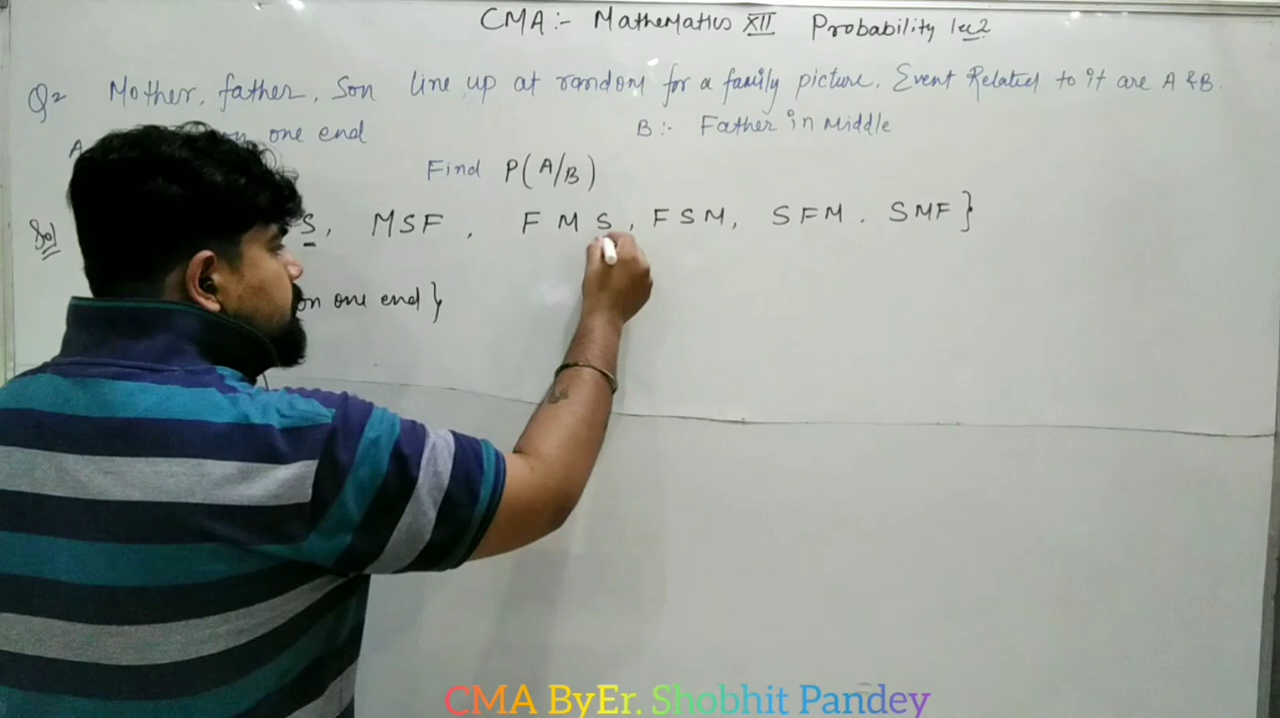 CMA :- Mathematics XII Probability lec2
Q2 Mother, father, Son line up at random for a family picture. Event Related to it are A & B.
A on one end B :- Father in Middle
Find P(A/B)
Sol S, MSF, FMS, FSM, SFM. SMF}
on one end}
CMA ByEr. Shobhit Pandey